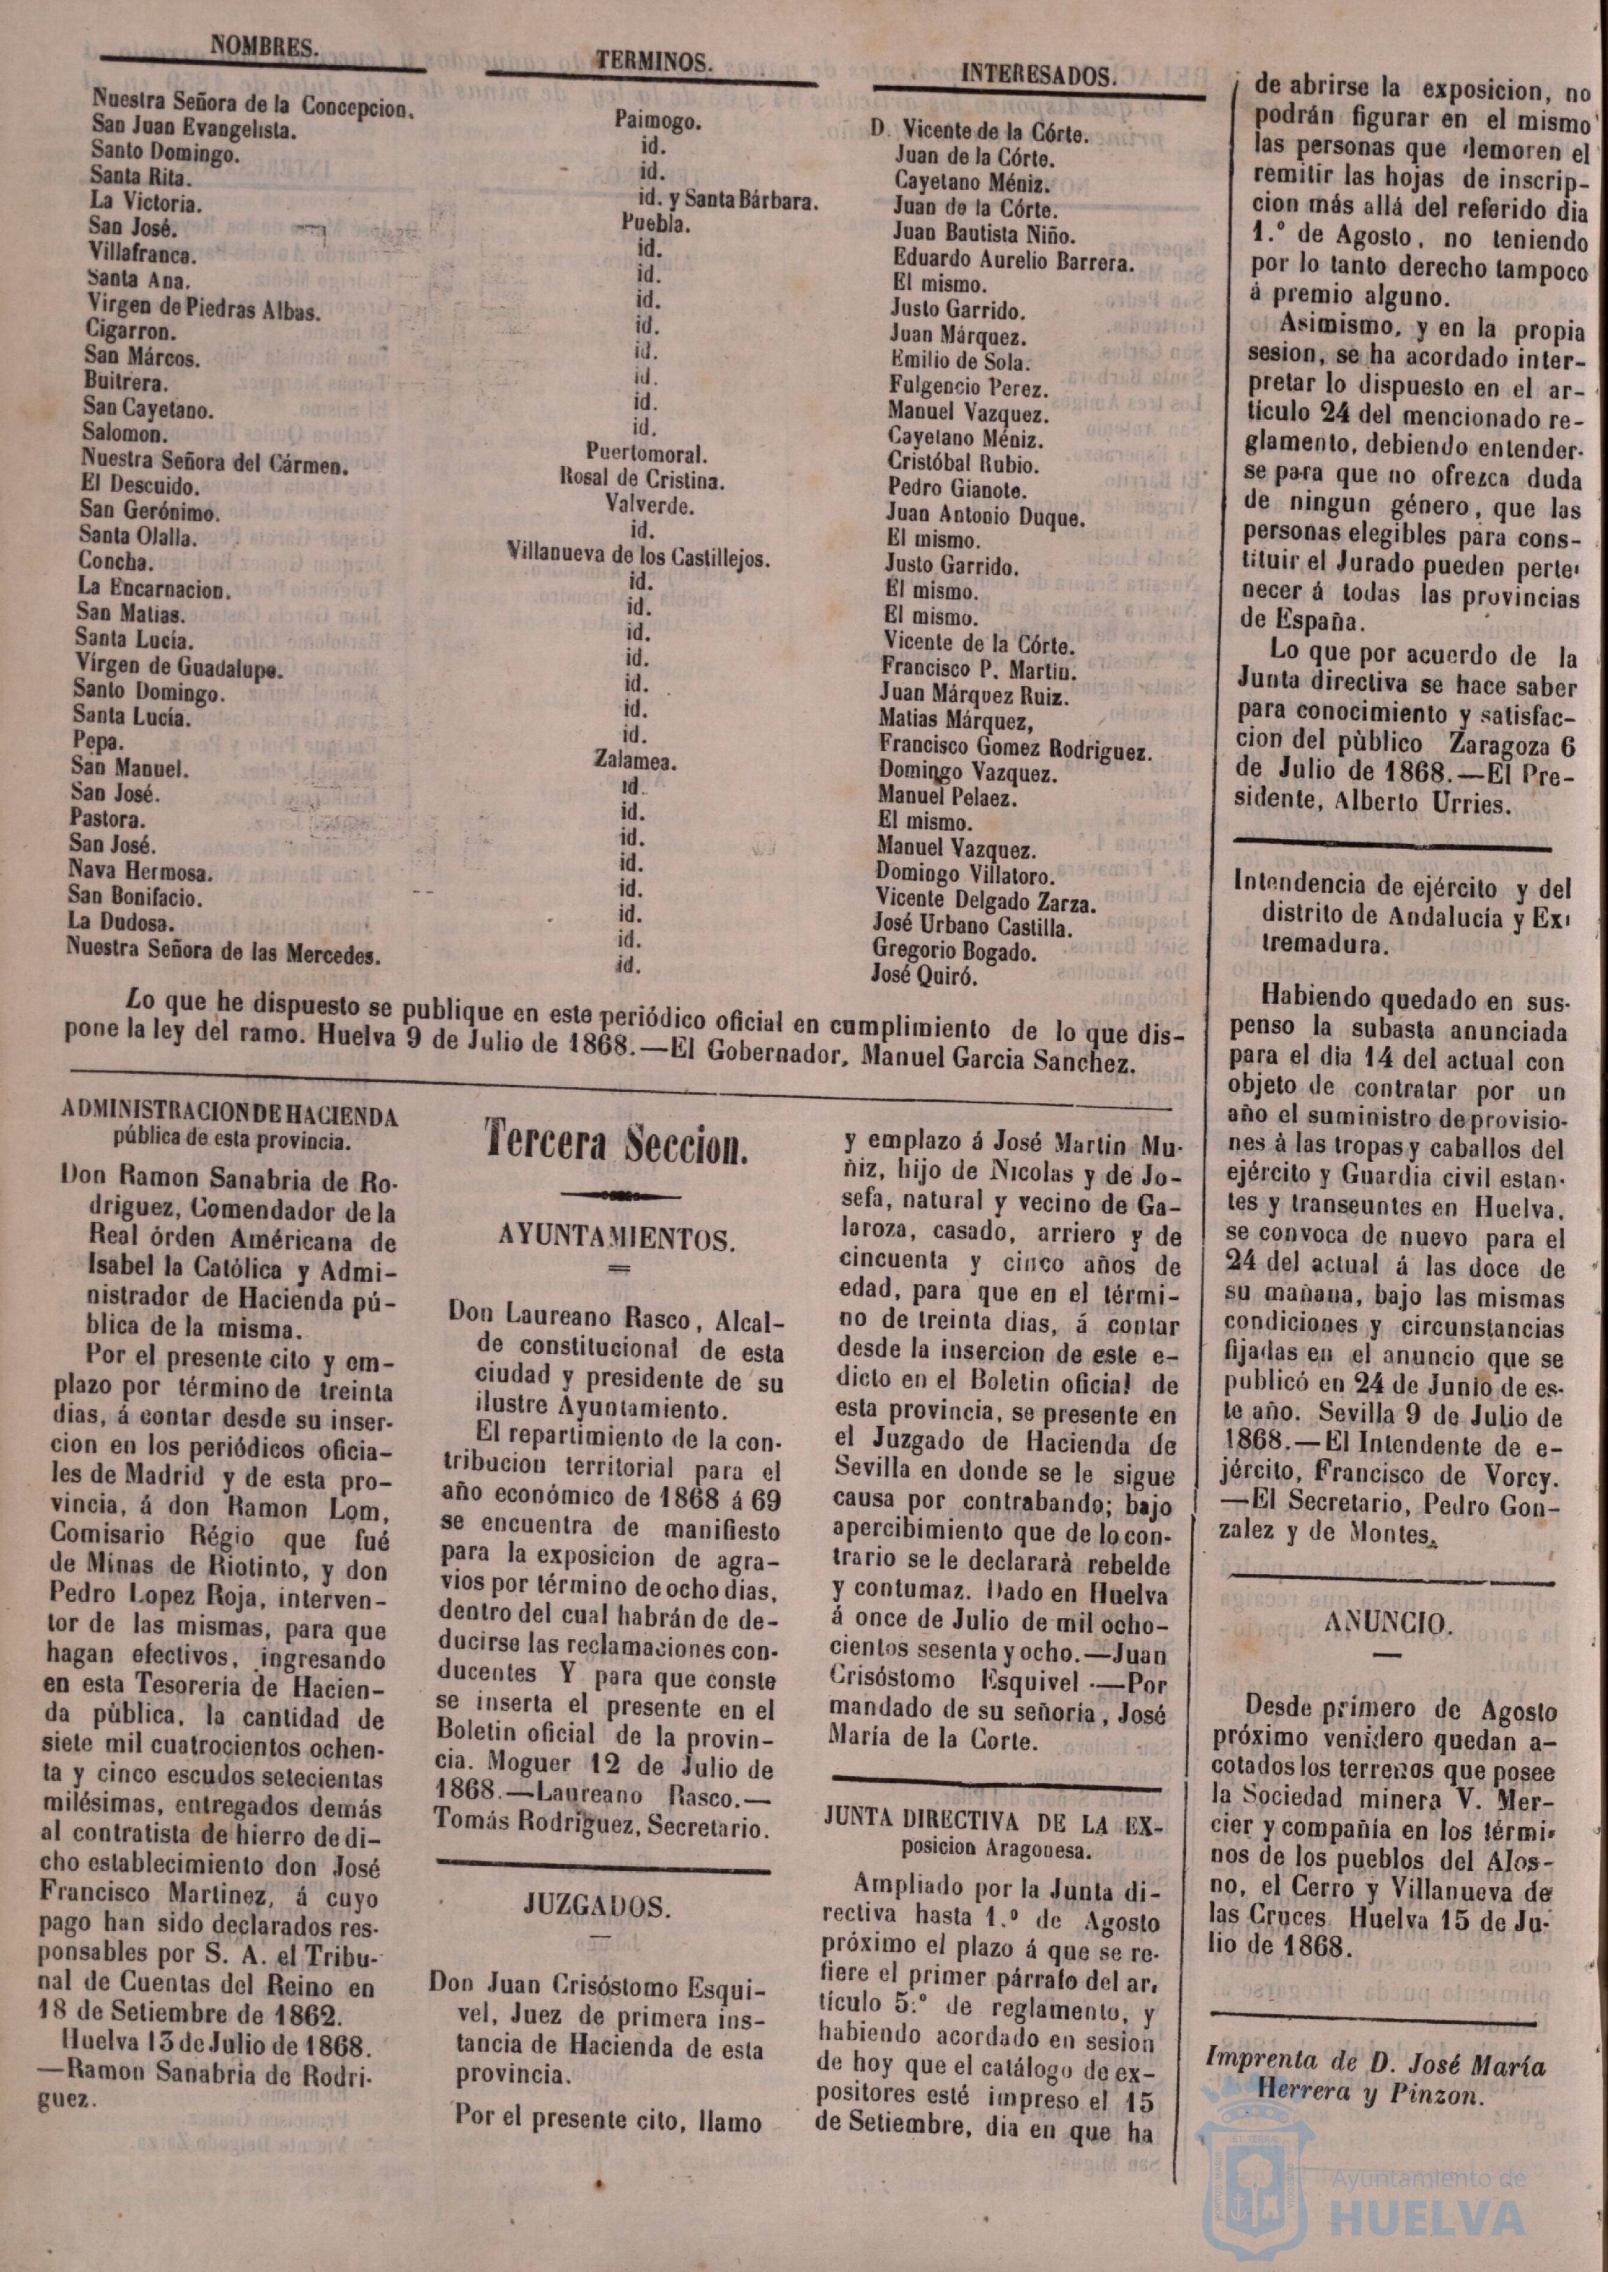 NOMBRES.
TERMINOS.
INTERESADOS.
Nuestra Señora de la Concepcion. Paimogo. D. Vicente de la Córte.
San Juan Evangelista. id. Juan de la Córte.
Santo Domingo. id. Cayetano Méniz.
Santa Rita. id. y Santa Bárbara. Juan de la Córte.
La Victoria. Puebla. Juan Bautista Niño.
San José. id. Eduardo Aurelio Barrera.
Villafranca. id. El mismo.
Santa Ana. id. Justo Garrido.
Virgen de Piedras Albas. id. Juan Márquez.
Cigarron. id. Emilio de Sola.
San Márcos. id. Fulgencio Perez.
Buitrera. id. Manuel Vazquez.
San Cayetano. id. Cayetano Méniz.
Salomon. Puertomoral. Cristóbal Rubio.
Nuestra Señora del Cármen. Rosal de Cristina. Pedro Gianote.
El Descuido. Valverde. Juan Antonio Duque.
San Gerónimo. id. El mismo.
Santa Olalla. Villanueva de los Castillejos. Justo Garrido.
Concha. id. El mismo.
La Encarnacion. id. El mismo.
San Matias. id. Vicente de la Córte.
Santa Lucía. id. Francisco P. Martin.
Vírgen de Guadalupe. id. Juan Márquez Ruiz.
Santo Domingo. id. Matias Márquez,
Santa Lucía. id. Francisco Gomez Rodriguez.
Pepa. Zalamea. Domingo Vazquez.
San Manuel. id. Manuel Pelaez.
San José. id. El mismo.
Pastora. id. Manuel Vazquez.
San José. id. Domingo Villatoro.
Nava Hermosa. id. Vicente Delgado Zarza.
San Bonifacio. id. José Urbano Castilla.
La Dudosa. id. Gregorio Bogado.
Nuestra Señora de las Mercedes. id. José Quiró.
Lo que he dispuesto se publique en este periódico oficial en cumplimiento de lo que dis-
pone la ley del ramo. Huelva 9 de Julio de 1868.—El Gobernador, Manuel Garcia Sanchez.
ADMINISTRACION DE HACIENDA
pública de esta provincia.
Don Ramon Sanabria de Ro-
driguez, Comendador de la
Real órden Américana de
Isabel la Católica y Admi-
nistrador de Hacienda pú-
blica de la misma.
Por el presente cito y em-
plazo por término de treinta
dias, á contar desde su inser-
cion en los periódicos oficia-
les de Madrid y de esta pro-
vincia, á don Ramon Lom,
Comisario Régio que fué
de Minas de Riotinto, y don
Pedro Lopez Roja, interven-
tor de las mismas, para que
hagan efectivos, ingresando
en esta Tesoreria de Hacien-
da pública, la cantidad de
siete mil cuatrocientos ochen-
ta y cinco escudos setecientas
milésimas, entregados demás
al contratista de hierro de di-
cho establecimiento don José
Francisco Martinez, á cuyo
pago han sido declarados res-
ponsables por S. A. el Tribu-
nal de Cuentas del Reino en
18 de Setiembre de 1862.
Huelva 13 de Julio de 1868.
—Ramon Sanabria de Rodri-
guez.
Tercera Seccion.
AYUNTAMIENTOS.
Don Laureano Rasco, Alcal-
de constitucional de esta
ciudad y presidente de su
ilustre Ayuntamiento.
El repartimiento de la con-
tribucion territorial para el
año económico de 1868 á 69
se encuentra de manifiesto
para la exposicion de agra-
vios por término de ocho dias,
dentro del cual habrán de de-
ducirse las reclamaciones con-
ducentes Y para que conste
se inserta el presente en el
Boletin oficial de la provin-
cia. Moguer 12 de Julio de
1868.—Laureano Rasco.—
Tomás Rodriguez, Secretario.
JUZGADOS.
Don Juan Crisóstomo Esqui-
vel, Juez de primera ins-
tancia de Hacienda de esta
provincia.
Por el presente cito, llamo
y emplazo á José Martin Mu-
ñiz, hijo de Nicolas y de Jo-
sefa, natural y vecino de Ga-
laroza, casado, arriero y de
cincuenta y cinco años de
edad, para que en el térmi-
no de treinta dias, á contar
desde la insercion de este e-
dicto en el Boletin oficial de
esta provincia, se presente en
el Juzgado de Hacienda de
Sevilla en donde se le sigue
causa por contrabando; bajo
apercibimiento que de lo con-
trario se le declarará rebelde
y contumaz. Dado en Huelva
á once de Julio de mil ocho-
cientos sesenta y ocho.—Juan
Crisóstomo Esquivel.—Por
mandado de su señoria, José
María de la Corte.
JUNTA DIRECTIVA DE LA EX-
posicion Aragonesa.
Ampliado por la Junta di-
rectiva hasta 1.º de Agosto
próximo el plazo á que se re-
fiere el primer párrafo del ar-
tículo 5.º de reglamento, y
habiendo acordado en sesion
de hoy que el catálogo de ex-
positores esté impreso el 15
de Setiembre, dia en que ha
de abrirse la exposicion, no
podrán figurar en el mismo
las personas que demoren el
remitir las hojas de inscrip-
cion más allá del referido dia
1.º de Agosto, no teniendo
por lo tanto derecho tampoco
á premio alguno.
Asimismo, y en la propia
sesion, se ha acordado inter-
pretar lo dispuesto en el ar-
tículo 24 del mencionado re-
glamento, debiendo entender-
se para que no ofrezca duda
de ningun género, que las
personas elegibles para cons-
tituir el Jurado pueden perte-
necer á todas las provincias
de España.
Lo que por acuerdo de la
Junta directiva se hace saber
para conocimiento y satisfac-
cion del público Zaragoza 6
de Julio de 1868.—El Pre-
sidente, Alberto Urries.
Intendencia de ejército y del
distrito de Andalucía y Ex-
tremadura.
Habiendo quedado en sus-
penso la subasta anunciada
para el dia 14 del actual con
objeto de contratar por un
año el suministro de provisio-
nes á las tropas y caballos del
ejército y Guardia civil estan-
tes y transeuntes en Huelva,
se convoca de nuevo para el
24 del actual á las doce de
su mañana, bajo las mismas
condiciones y circunstancias
fijadas en el anuncio que se
publicó en 24 de Junio de es-
te año. Sevilla 9 de Julio de
1868.—El Intendente de e-
jército, Francisco de Vorcy.
—El Secretario, Pedro Gon-
zalez y de Montes.
ANUNCIO.
Desde primero de Agosto
próximo venidero quedan a-
cotados los terrenos que posee
la Sociedad minera V. Mer-
cier y compañía en los térmi-
nos de los pueblos del Alos-
no, el Cerro y Villanueva de
las Cruces. Huelva 15 de Ju-
lio de 1868.
Imprenta de D. José María
Herrera y Pinzon.
Ayuntamiento de
HUELVA